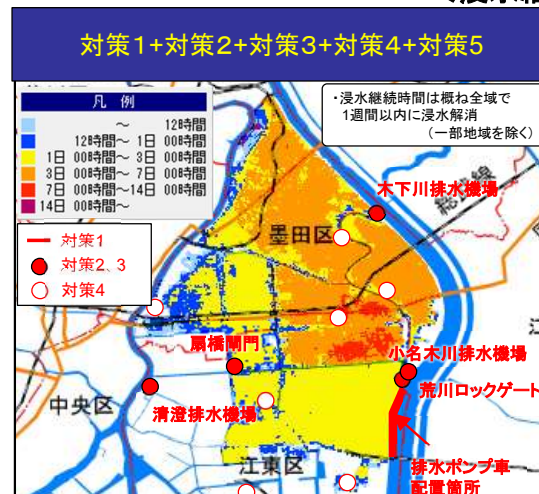 対策1+対策2+対策3+対策4+対策5
凡 例
～ 12時間
12時間～ 1日 00時間
1日 00時間～ 3日 00時間
3日 00時間～ 7日 00時間
7日 00時間～14日 00時間
14日 00時間～
・浸水継続時間は概ね全域で
1週間以内に浸水解消
(一部地域を除く)
対策1
対策2、3
対策4
木下川排水機場
総武線
墨田区
扇橋閘門
小名木川排水機場
荒川ロックゲート
清澄排水機場
中央区
江東区
排水ポンプ車
配置箇所